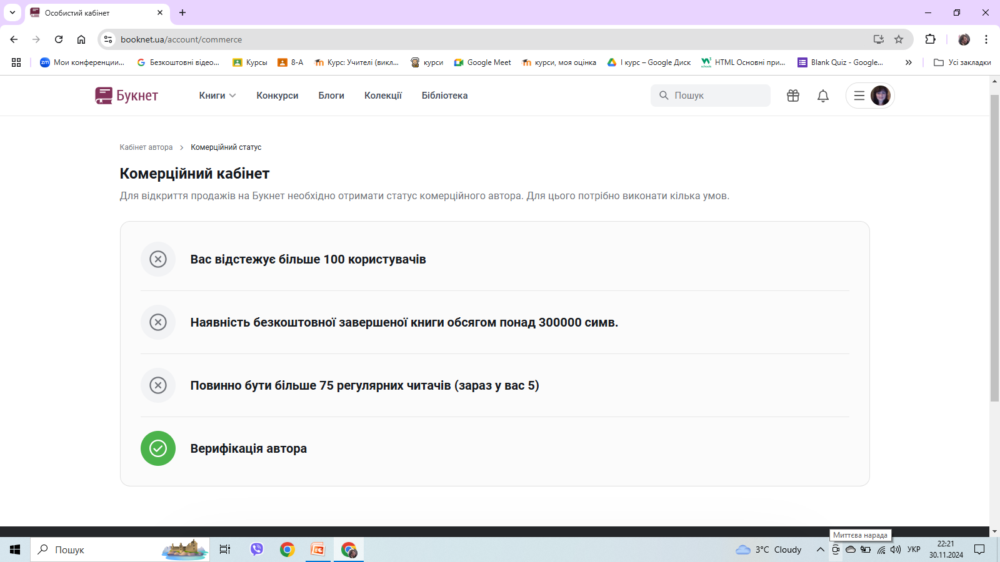 Особистий кабінет
booknet.ua/account/commerce
Мои конференции...
Безкоштовні відео...
Курсы
8-А
Курс: Учителі (викл...
курси
Google Meet
курси, моя оцінка
І курс – Google Диск
HTML Основні при...
Blank Quiz - Google...
Усі закладки
Букнет
Книги
Конкурси
Блоги
Колекції
Бібліотека
Пошук
Кабінет автора
Комерційний статус
Комерційний кабінет
Для відкриття продажів на Букнет необхідно отримати статус комерційного автора. Для цього потрібно виконати кілька умов.
Вас відстежує більше 100 користувачів
Наявність безкоштовної завершеної книги обсягом понад 300000 симв.
Повинно бути більше 75 регулярних читачів (зараз у вас 5)
Верифікація автора
Миттєва нарада
Пошук
3°C Cloudy
УКР
22:21
30.11.2024